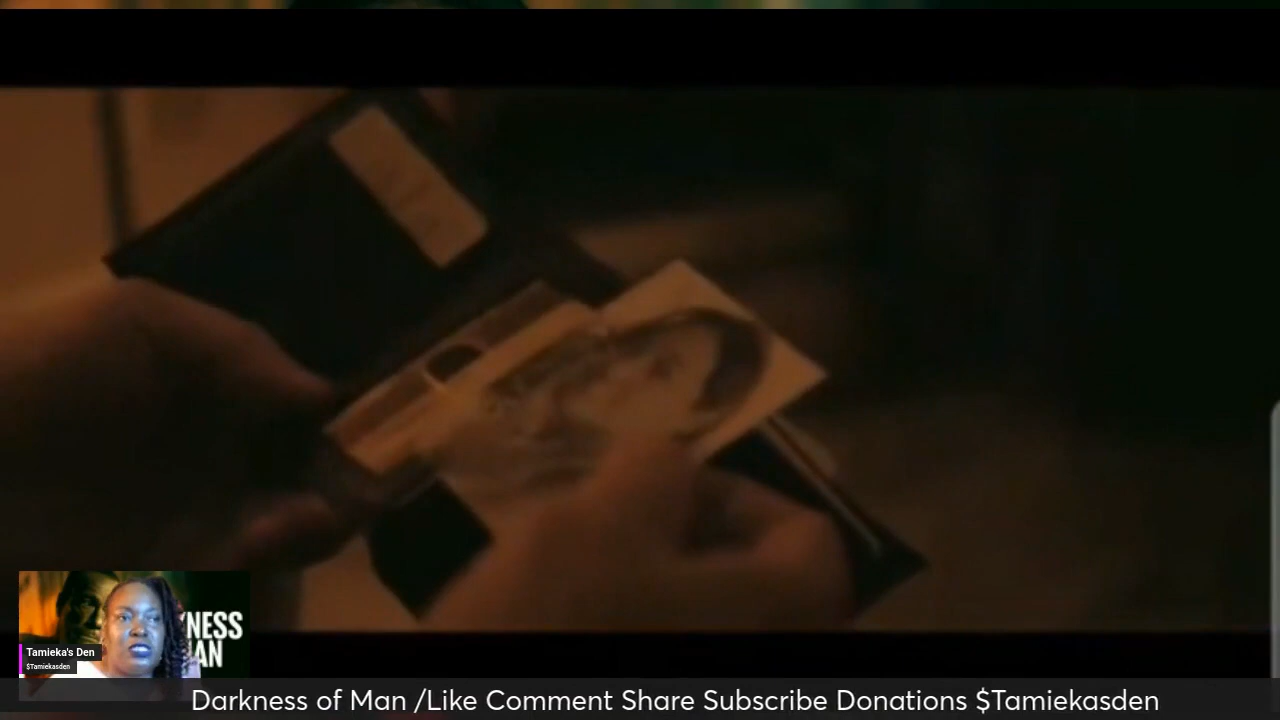 NESS
AN
Tamieka's Den
$Tamiekasden
Darkness of Man /Like Comment Share Subscribe Donations $Tamiekasden